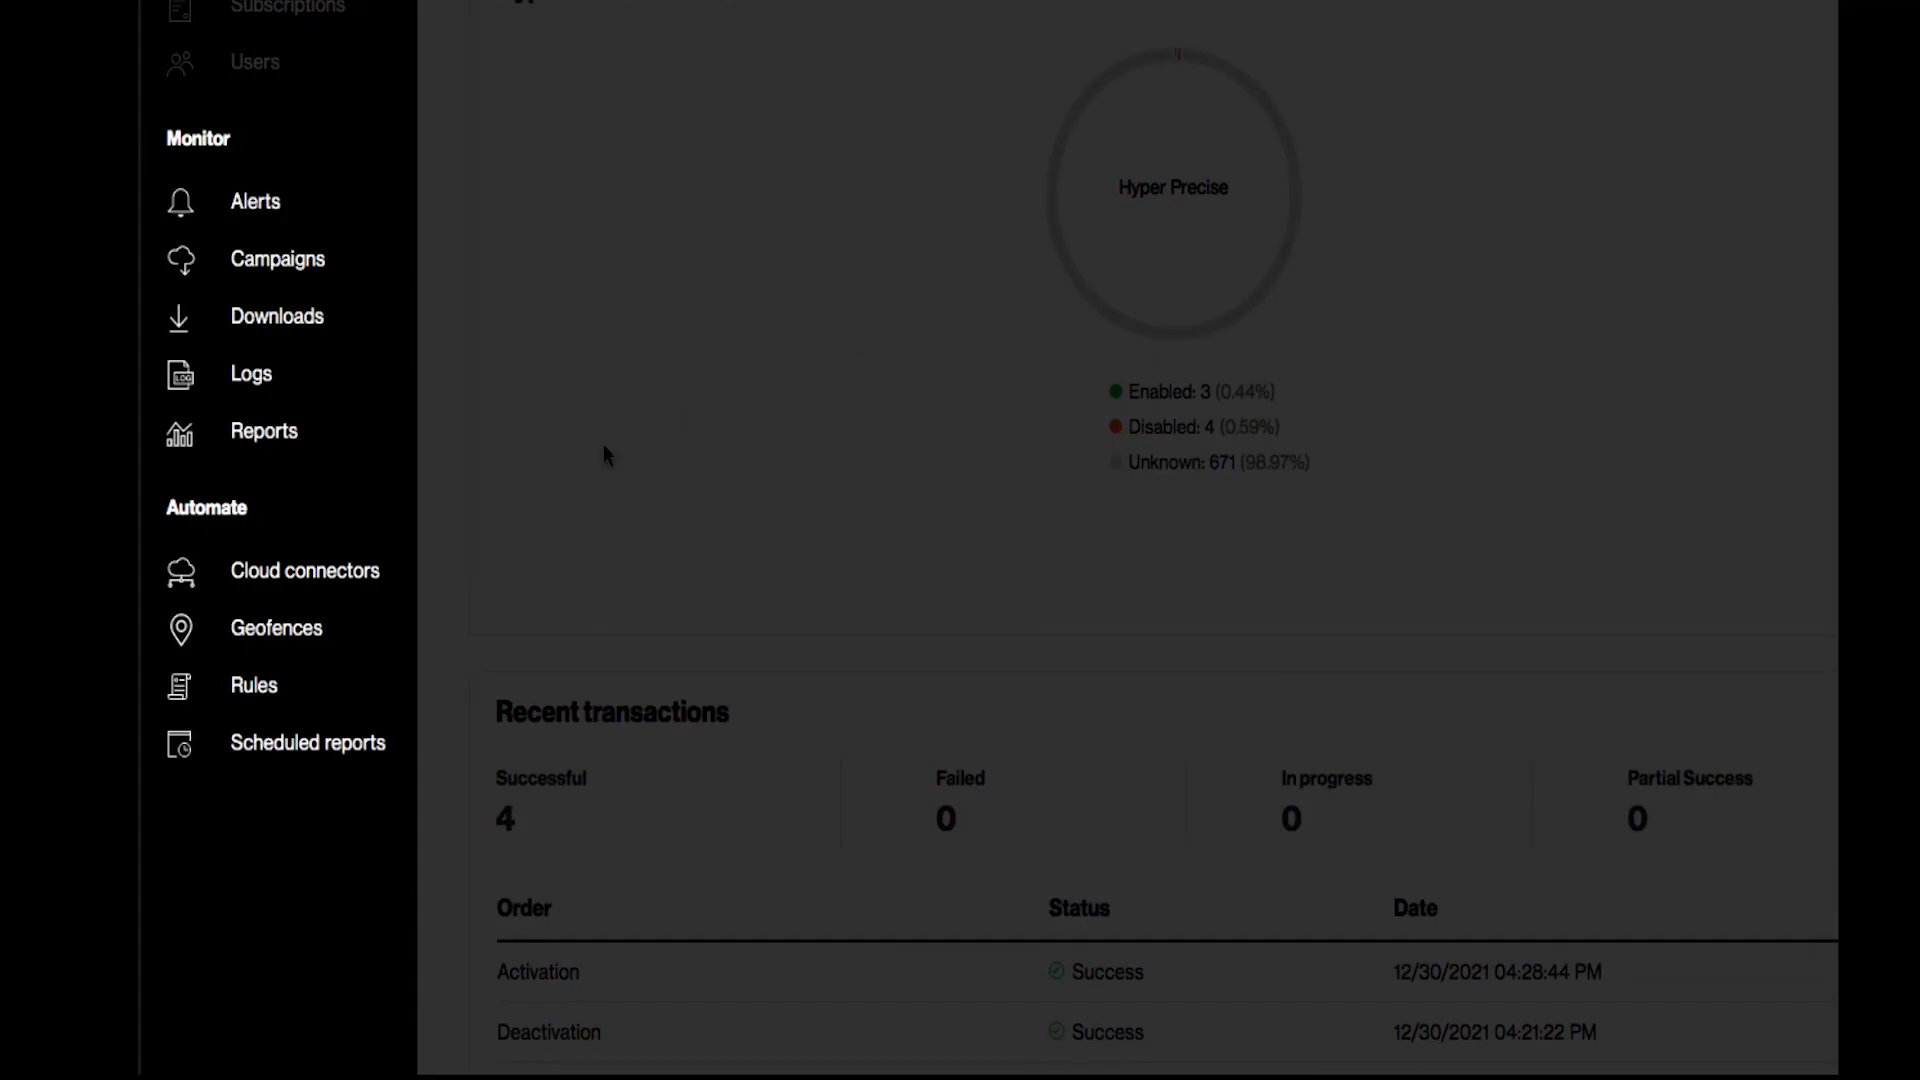 Subscriptions
Users
Monitor
Alerts
Campaigns
Downloads
LOG
Logs
Reports
Automate
Cloud connectors
Geofences
Rules
Scheduled reports
Hyper Precise
Enabled: 3 (0.44%)
Disabled: 4 (0.59%)
Unknown: 671 (98.97%)
Recent transactions
Successful Failed In progress Partial Success
4 0 0 0
Order Status Date
Activation Success 12/30/2021 04:28:44 PM
Deactivation Success 12/30/2021 04:21:22 PM